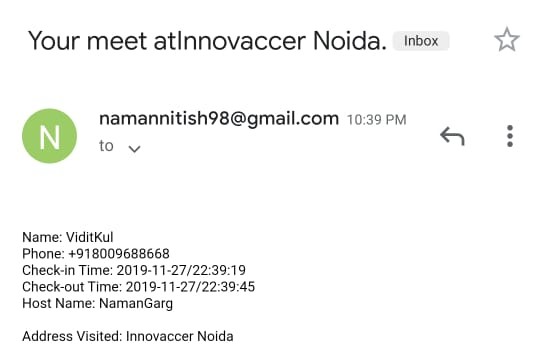 Your meet atInnovaccer Noida. Inbox
N
namannitish98@gmail.com 10:39 PM
to
Name: ViditKul
Phone: +918009688668
Check-in Time: 2019-11-27/22:39:19
Check-out Time: 2019-11-27/22:39:45
Host Name: NamanGarg
Address Visited: Innovaccer Noida